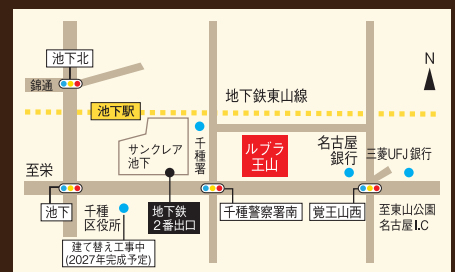 池下北
N
錦通
池下駅
地下鉄東山線
千種署
サンクレア
池下
ルブラ
王山
名古屋
銀行
三菱UFJ銀行
至栄
池下
千種
区役所
地下鉄
2番出口
千種警察署南
覚王山西
至東山公園
名古屋I.C
建て替え工事中
(2027年完成予定)